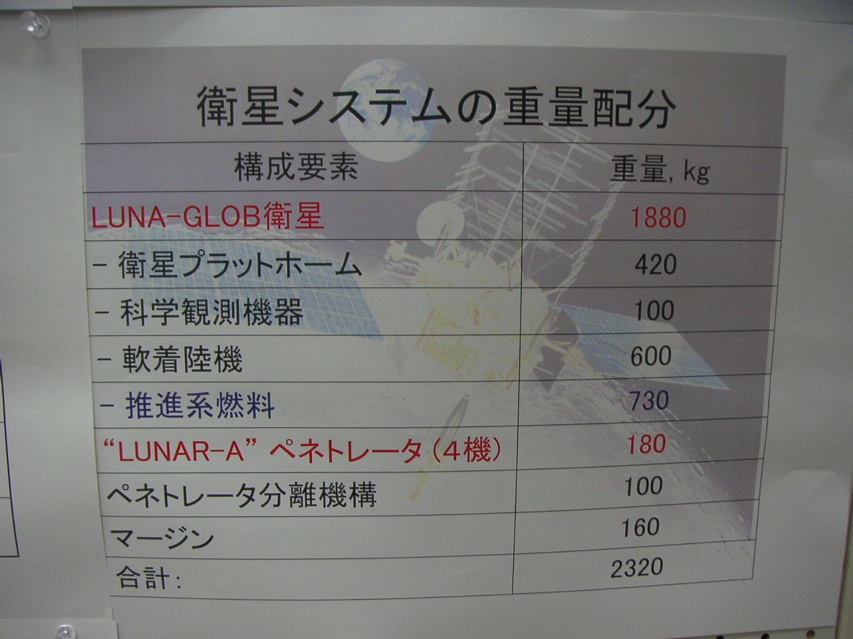 衛星システムの重量配分
構成要素 重量, kg
LUNA-GLOB衛星 1880
- 衛星プラットホーム 420
- 科学観測機器 100
- 軟着陸機 600
- 推進系燃料 730
“LUNAR-A” ペネトレータ (4機) 180
ペネトレータ分離機構 100
マージン 160
合計: 2320